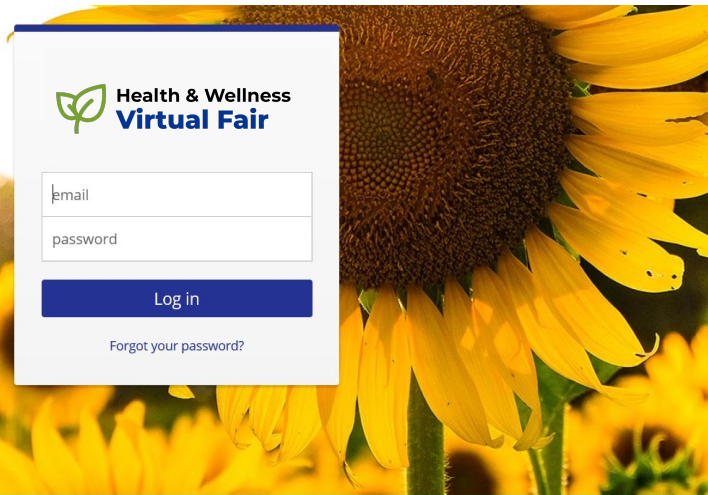 Health & Wellness
Virtual Fair
email
password
Log in
Forgot your password?